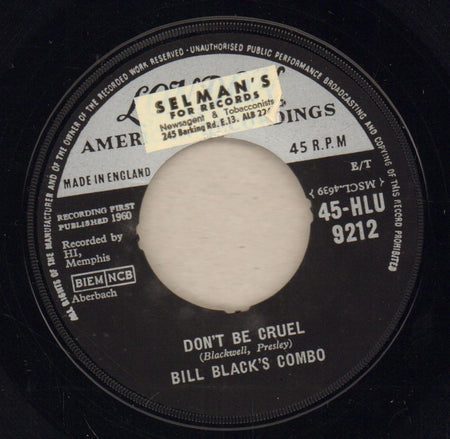 ALL RIGHTS OF THE MANUFACTURER AND OF THE OWNER OF THE RECORDED WORK RESERVED - UNAUTHORISED PUBLIC PERFORMANCE BROADCASTING AND COPYING OF THIS RECORD PROHIBITED
SELMAN'S
FOR RECORDS
Newsagent & Tobacconists
245 Barking Rd. E.13.
45 R.P.M
MADE IN ENGLAND
E/T
RECORDING FIRST
PUBLISHED 1960
MSCL.4639
45-HLU
9212
Recorded by
HI,
Memphis
BIEM NCB
Aberbach
DON'T BE CRUEL
(Blackwell, Presley)
BILL BLACK'S COMBO